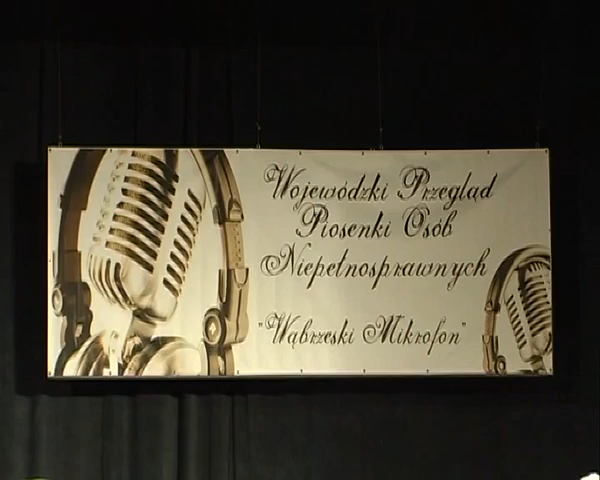 Wojewódzki Przegląd
Piosenki Osób
Niepełnosprawnych
"Wąbrzeski Mikrofon"